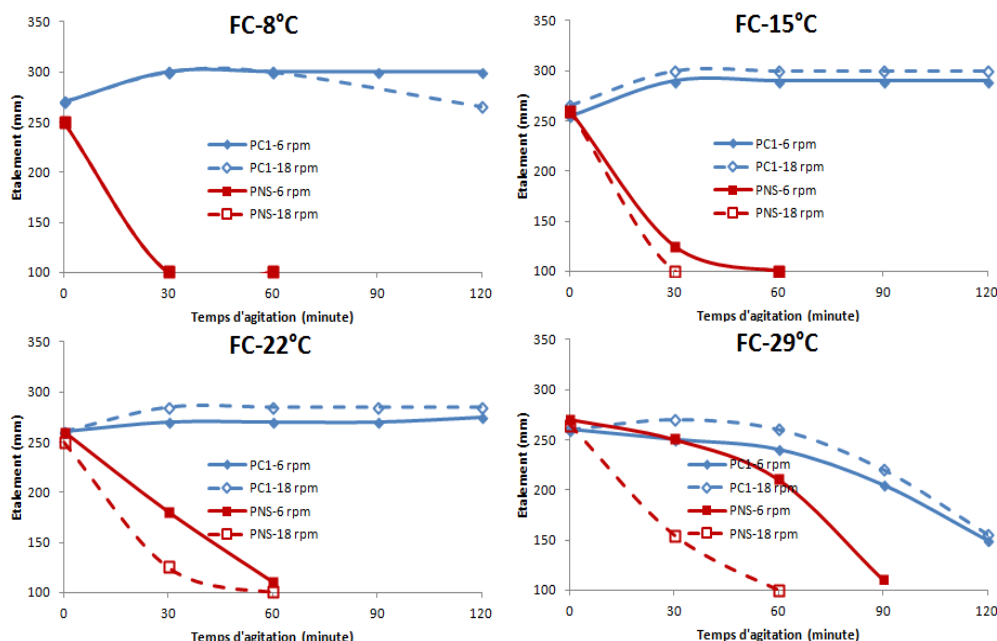 FC-8°C
350
300
250
200
150
100
Etalement (mm)
PC1-6 rpm
PC1-18 rpm
PNS-6 rpm
PNS-18 rpm
0 30 60 90 120
Temps d'agitation (minute)
FC-15°C
350
300
250
200
150
100
Etalement (mm)
PC1-6 rpm
PC1-18 rpm
PNS-6 rpm
PNS-18 rpm
0 30 60 90 120
Temps d'agitation (minute)
FC-22°C
350
300
250
200
150
100
Etalement (mm)
PC1-6 rpm
PC1-18 rpm
PNS-6 rpm
PNS-18 rpm
0 30 60 90 120
Temps d'agitation (minute)
FC-29°C
350
300
250
200
150
100
Etalement (mm)
PC1-6 rpm
PC1-18 rpm
PNS-6 rpm
PNS-18 rpm
0 30 60 90 120
Temps d'agitation (minute)